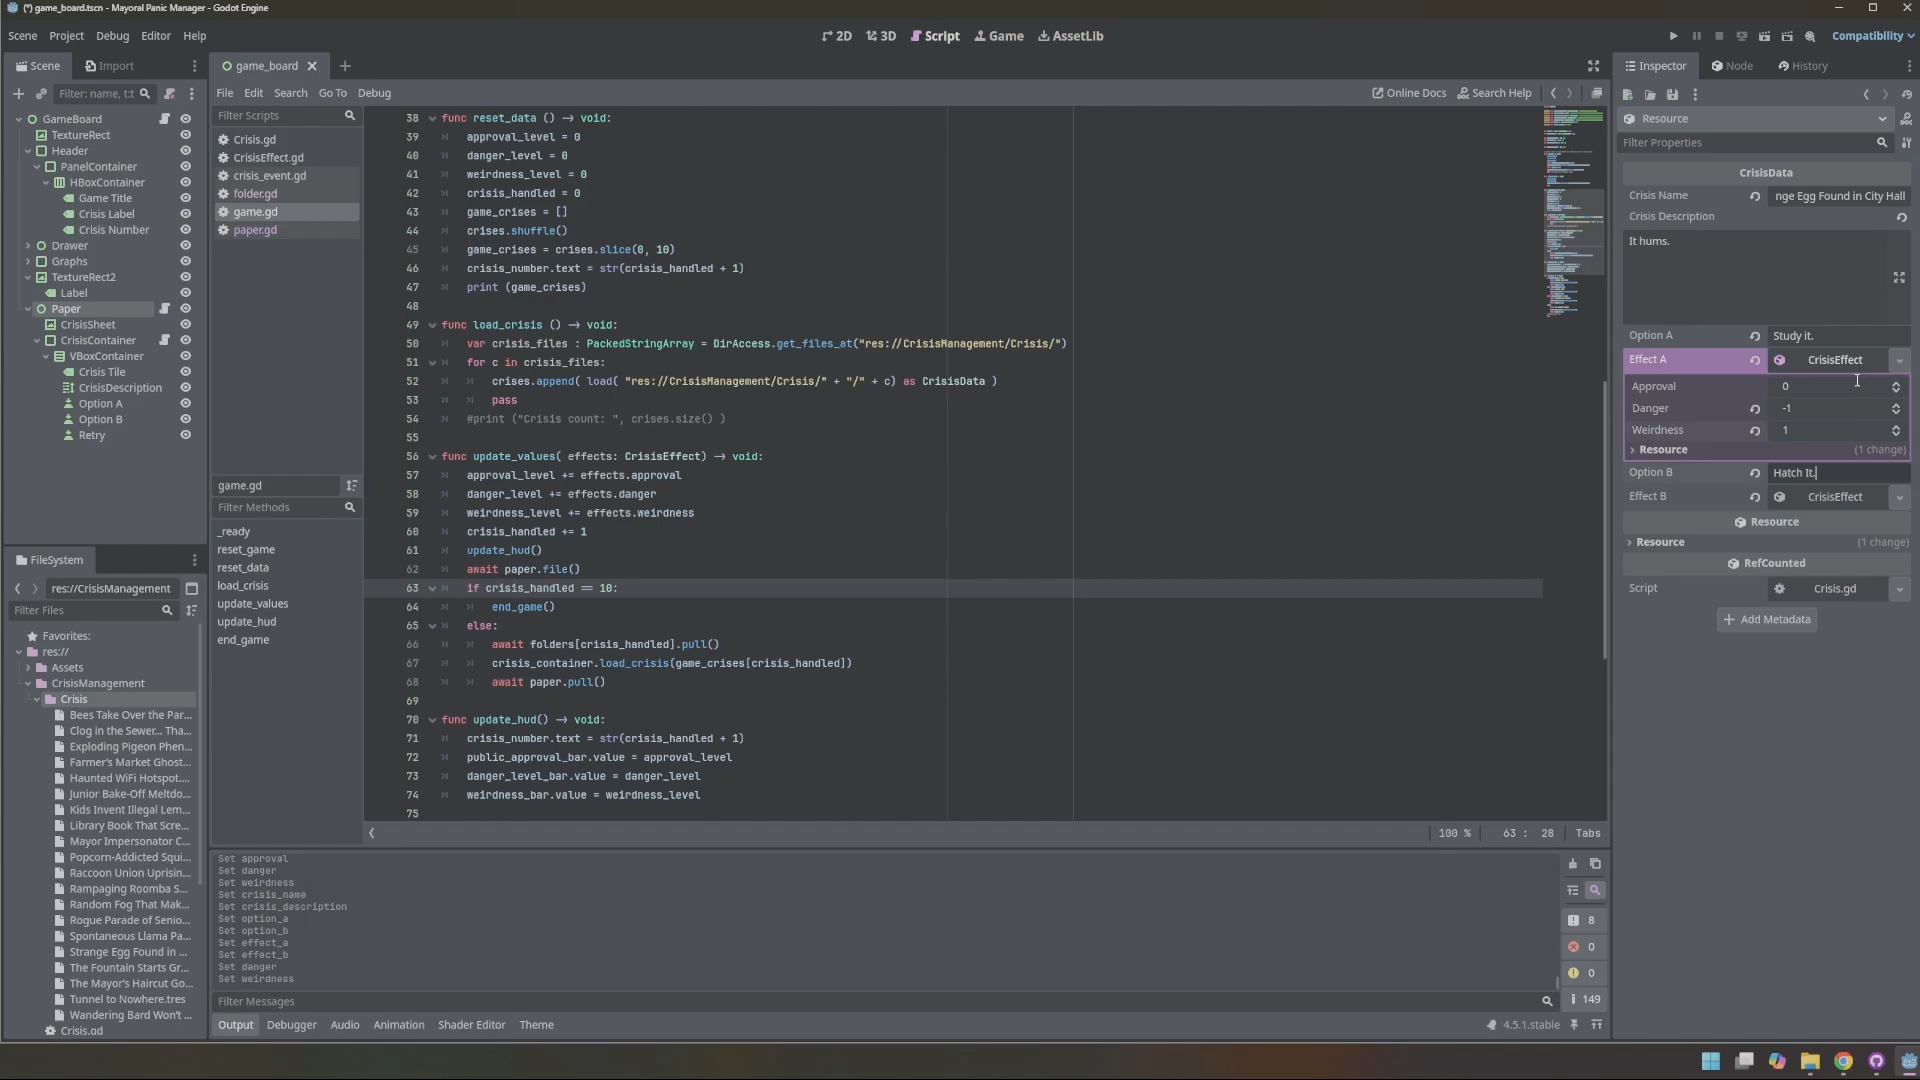 (*) game_board.tscn - Mayoral Panic Manager - Godot Engine
Scene Project Debug Editor Help
2D 3D Script Game AssetLib
Compatibility
Scene Import
Filter: name, t:t
GameBoard
TextureRect
Header
PanelContainer
HBoxContainer
Game Title
Crisis Label
Crisis Number
Drawer
Graphs
TextureRect2
Label
Paper
CrisisSheet
CrisisContainer
VBoxContainer
Crisis Tile
CrisisDescription
Option A
Option B
Retry
FileSystem
res://CrisisManagement
Filter Files
Favorites:
res://
Assets
CrisisManagement
Crisis
Bees Take Over the Par...
Clog in the Sewer... Tha...
Exploding Pigeon Phen...
Farmer's Market Ghost...
Haunted WiFi Hotspot....
Junior Bake-Off Meltdo...
Kids Invent Illegal Lem...
Library Book That Scre...
Mayor Impersonator C...
Popcorn-Addicted Squi...
Raccoon Union Uprisin...
Rampaging Roomba S...
Random Fog That Mak...
Rogue Parade of Senio...
Spontaneous Llama Pa...
Strange Egg Found in ...
The Fountain Starts Gr...
The Mayor's Haircut Go...
Tunnel to Nowhere.tres
Wandering Bard Won't ...
Crisis.gd
game_board
File Edit Search Go To Debug
Online Docs Search Help
Filter Scripts
Crisis.gd
CrisisEffect.gd
crisis_event.gd
folder.gd
game.gd
paper.gd
game.gd
Filter Methods
_ready
reset_game
reset_data
load_crisis
update_values
update_hud
end_game
38 func reset_data () -> void:
39 approval_level = 0
40 danger_level = 0
41 weirdness_level = 0
42 crisis_handled = 0
43 game_crises = []
44 crises.shuffle()
45 game_crises = crises.slice(0, 10)
46 crisis_number.text = str(crisis_handled + 1)
47 print (game_crises)
48
49 func load_crisis () -> void:
50 var crisis_files : PackedStringArray = DirAccess.get_files_at("res://CrisisManagement/Crisis/")
51 for c in crisis_files:
52 crises.append( load( "res://CrisisManagement/Crisis/" + "/" + c) as CrisisData )
53 pass
54 #print ("Crisis count: ", crises.size() )
55
56 func update_values( effects: CrisisEffect) -> void:
57 approval_level += effects.approval
58 danger_level += effects.danger
59 weirdness_level += effects.weirdness
60 crisis_handled += 1
61 update_hud()
62 await paper.file()
63 if crisis_handled == 10:
64 end_game()
65 else:
66 await folders[crisis_handled].pull()
67 crisis_container.load_crisis(game_crises[crisis_handled])
68 await paper.pull()
69
70 func update_hud() -> void:
71 crisis_number.text = str(crisis_handled + 1)
72 public_approval_bar.value = approval_level
73 danger_level_bar.value = danger_level
74 weirdness_bar.value = weirdness_level
75
100 % 63 : 28 Tabs
Set approval
Set danger
Set weirdness
Set crisis_name
Set crisis_description
Set option_a
Set option_b
Set effect_a
Set effect_b
Set danger
Set weirdness
8
0
0
149
Filter Messages
Output Debugger Audio Animation Shader Editor Theme
4.5.1.stable
Inspector Node History
Resource
Filter Properties
CrisisData
Crisis Name nge Egg Found in City Hall
Crisis Description
It hums.
Option A Study it.
Effect A CrisisEffect
Approval 0
Danger -1
Weirdness 1
Resource (1 change)
Option B Hatch It.
Effect B CrisisEffect
Resource
Resource (1 change)
RefCounted
Script Crisis.gd
Add Metadata